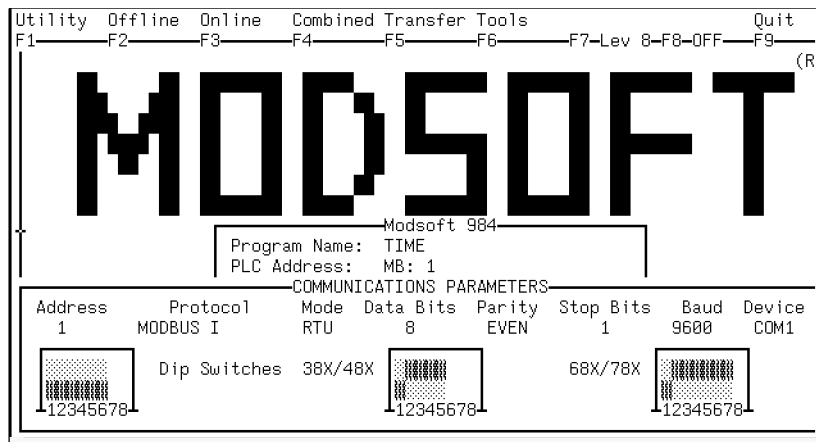 Utility Offline Online Combined Transfer Tools Quit
F1 F2 F3 F4 F5 F6 F7-Lev 8-F8-OFF F9
(R
MODSOFT
Modsoft 984
Program Name: TIME
PLC Address: MB: 1
COMMUNICATIONS PARAMETERS
Address Protocol Mode Data Bits Parity Stop Bits Baud Device
1 MODBUS I RTU 8 EVEN 1 9600 COM1
Dip Switches 38X/48X 68X/78X
12345678 12345678 12345678